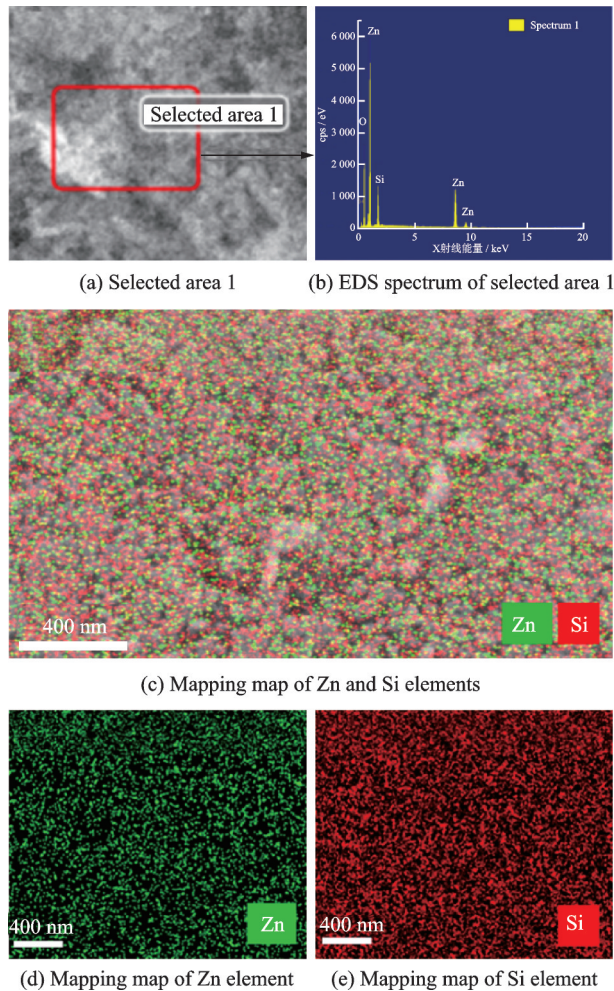 Selected area 1
Spectrum 1
Zn
O
Si
Zn
Zn
cps / eV
6 000
5 000
4 000
3 000
2 000
1 000
0
0 5 10 15 20
X射线能量 / keV
(a) Selected area 1
(b) EDS spectrum of selected area 1
400 nm
Zn
Si
(c) Mapping map of Zn and Si elements
400 nm
Zn
400 nm
Si
(d) Mapping map of Zn element
(e) Mapping map of Si element